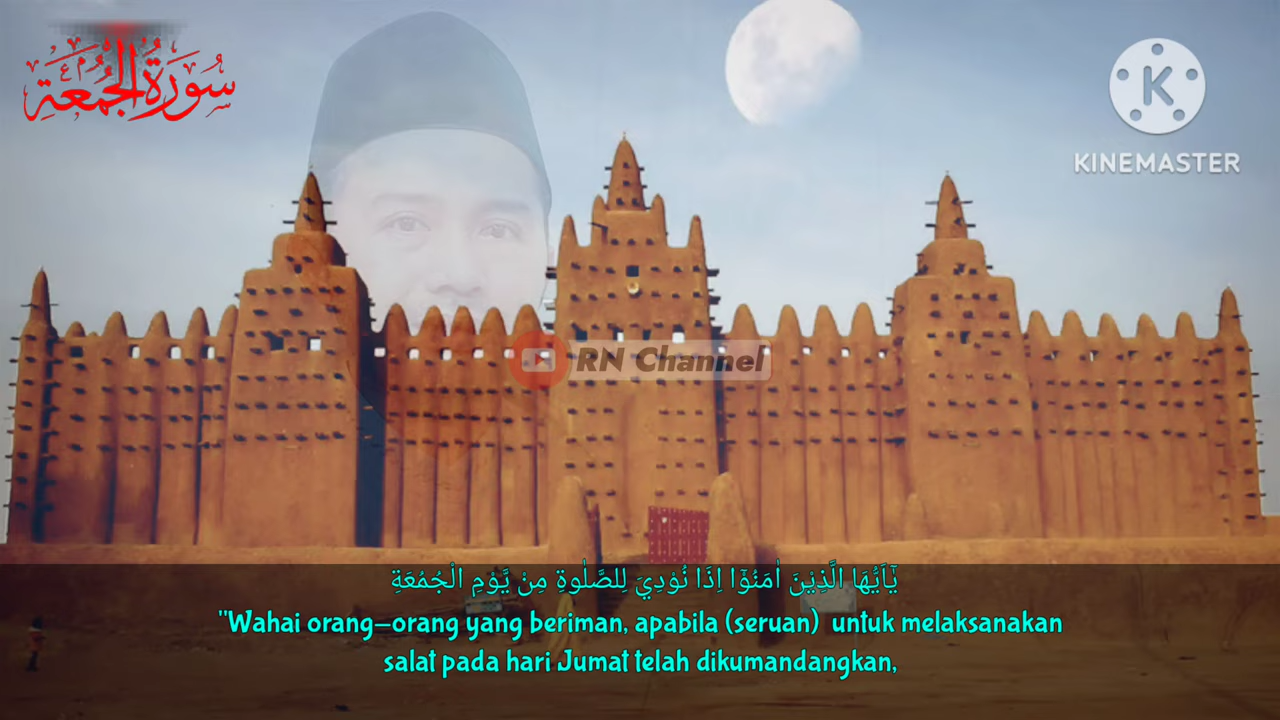 سُورَةُ الْجُمُعَةِ
KINEMASTER
RN Channel
يٰٓاَيُّهَا الَّذِيْنَ اٰمَنُوْٓا اِذَا نُوْدِيَ لِلصَّلٰوةِ مِنْ يَّوْمِ الْجُمُعَةِ
"Wahai orang-orang yang beriman, apabila (seruan) untuk melaksanakan
salat pada hari Jumat telah dikumandangkan,